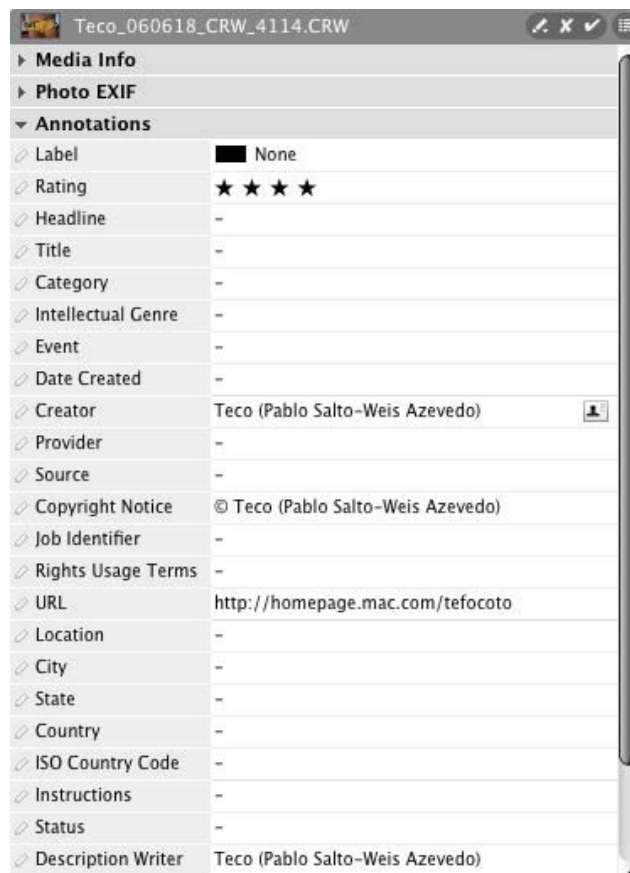 Teco_060618_CRW_4114.CRW
Media Info
Photo EXIF
Annotations
Label None
Rating ★ ★ ★ ★
Headline -
Title -
Category -
Intellectual Genre -
Event -
Date Created -
Creator Teco (Pablo Salto-Weis Azevedo)
Provider -
Source -
Copyright Notice © Teco (Pablo Salto-Weis Azevedo)
Job Identifier -
Rights Usage Terms -
URL http://homepage.mac.com/tefocoto
Location -
City -
State -
Country -
ISO Country Code -
Instructions -
Status -
Description Writer Teco (Pablo Salto-Weis Azevedo)